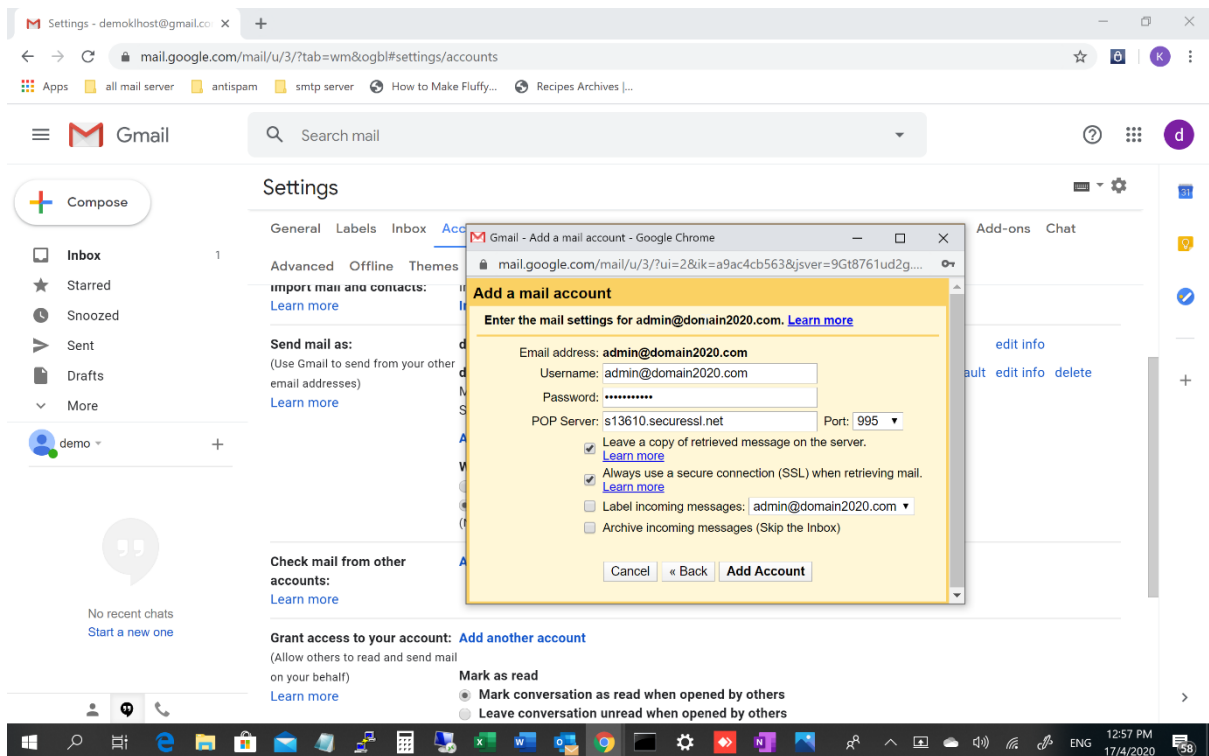 Settings - demoklhost@gmail.co
mail.google.com/mail/u/3/?tab=wm&ogbl#settings/accounts
K
Apps all mail server antispam smtp server How to Make Fluffy... Recipes Archives |...
Gmail
Search mail
d
Compose
Settings
31
General Labels Inbox Acc
Add-ons Chat
Advanced Offline Themes
Inbox 1
Starred
Snoozed
Sent
Drafts
More
demo
No recent chats
Start a new one
Import mail and contacts:
Learn more
Send mail as:
(Use Gmail to send from your other
email addresses)
Learn more
edit info
ault edit info delete
Check mail from other
accounts:
Learn more
Grant access to your account: Add another account
(Allow others to read and send mail
on your behalf)
Learn more
Mark as read
Mark conversation as read when opened by others
Leave conversation unread when opened by others
Gmail - Add a mail account - Google Chrome
mail.google.com/mail/u/3/?ui=2&ik=a9ac4cb563&jsver=9Gt8761ud2g....
Add a mail account
Enter the mail settings for admin@domain2020.com. Learn more
Email address: admin@domain2020.com
Username: admin@domain2020.com
Password: •••••••••••
POP Server: s13610.securessl.net Port: 995
Leave a copy of retrieved message on the server.
Learn more
Always use a secure connection (SSL) when retrieving mail.
Learn more
Label incoming messages: admin@domain2020.com
Archive incoming messages (Skip the Inbox)
Cancel « Back Add Account
ENG
12:57 PM
17/4/2020
58